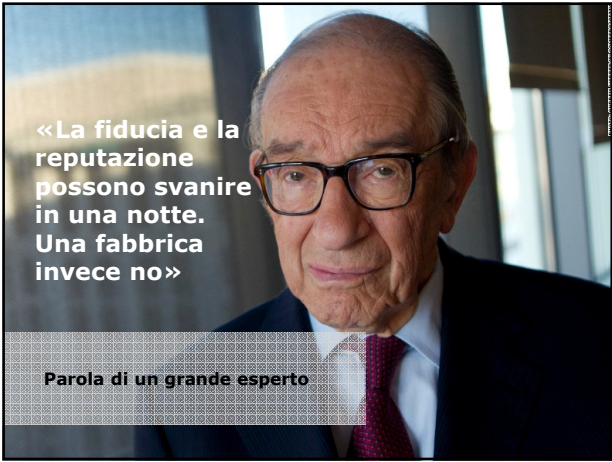 «La fiducia e la
reputazione
possono svanire
in una notte.
Una fabbrica
invece no»
Parola di un grande esperto